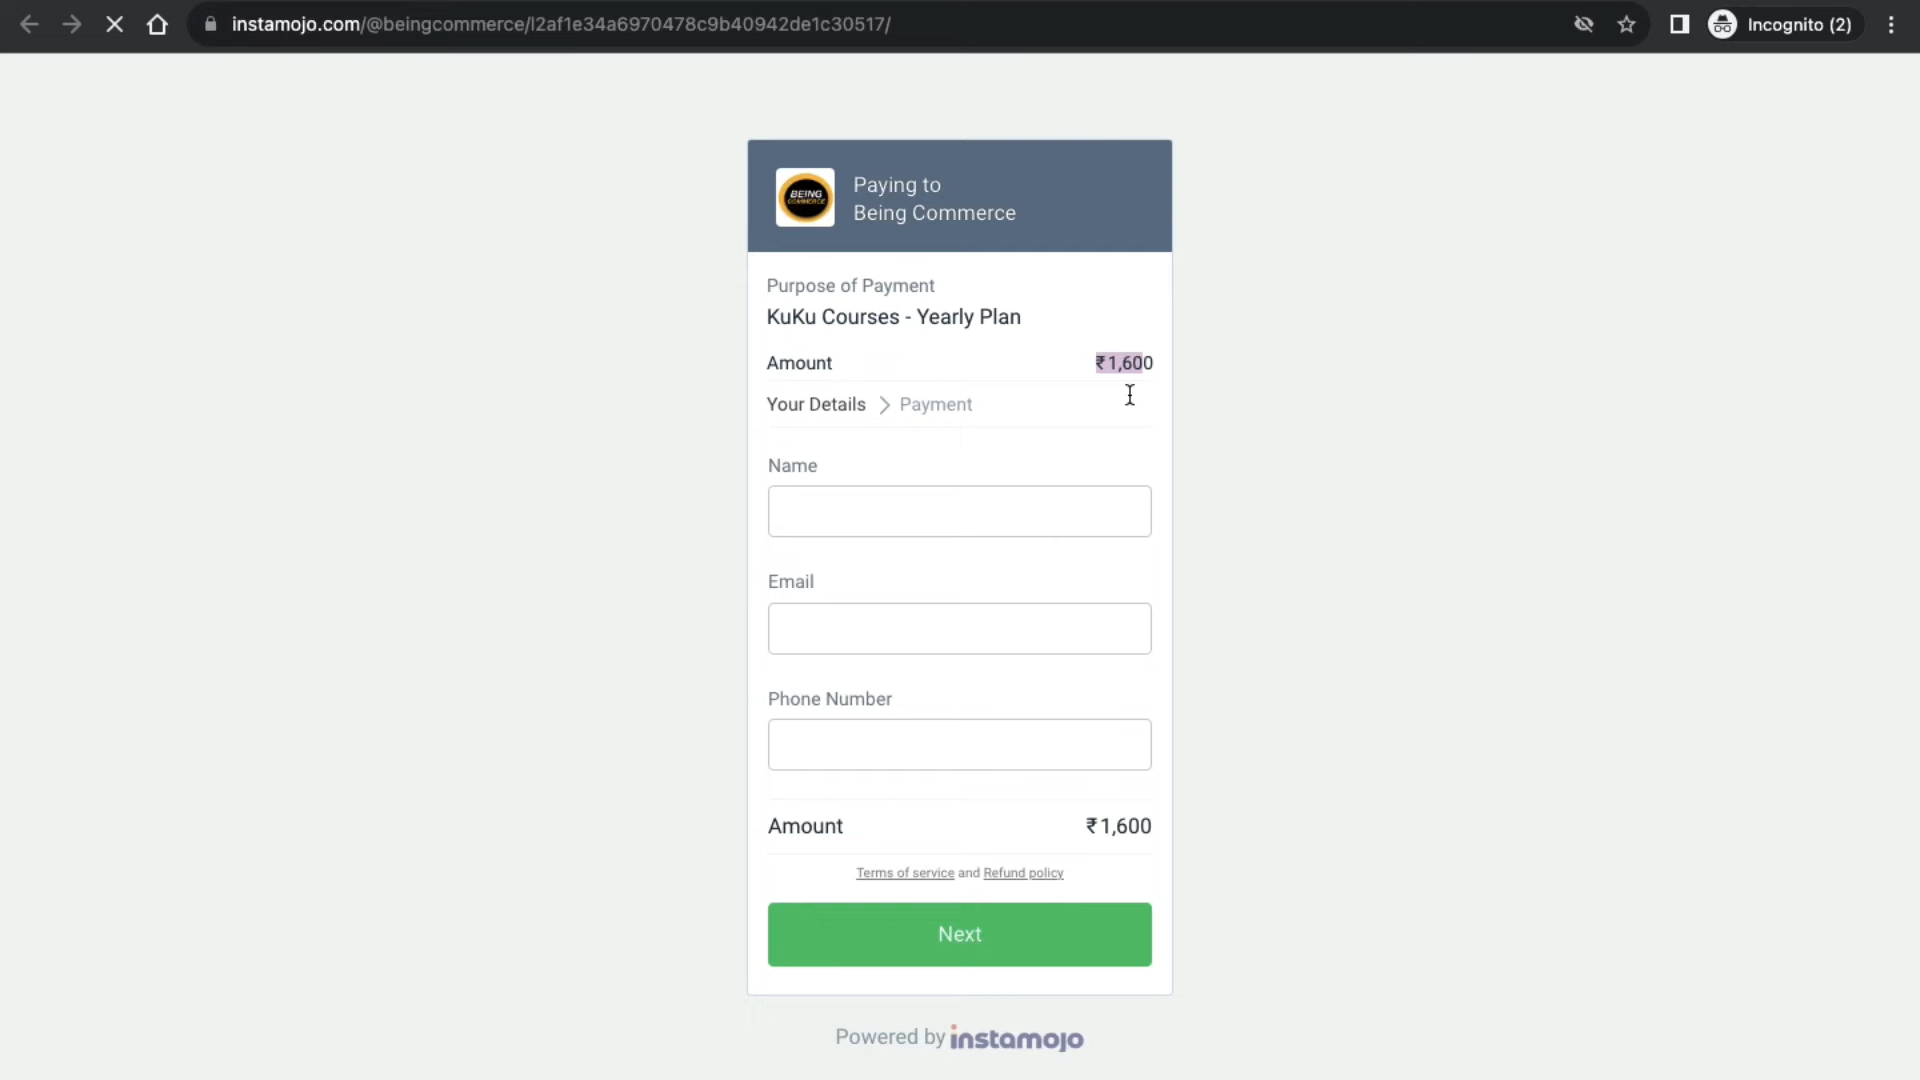 instamojo.com/@beingcommerce/l2af1e34a6970478c9b40942de1c30517/
Incognito (2)
BEING
COMMERCE
Paying to
Being Commerce
Purpose of Payment
KuKu Courses - Yearly Plan
Amount ₹1,600
Your Details > Payment
Name
Email
Phone Number
Amount ₹1,600
Terms of service and Refund policy
Next
Powered by instamojo